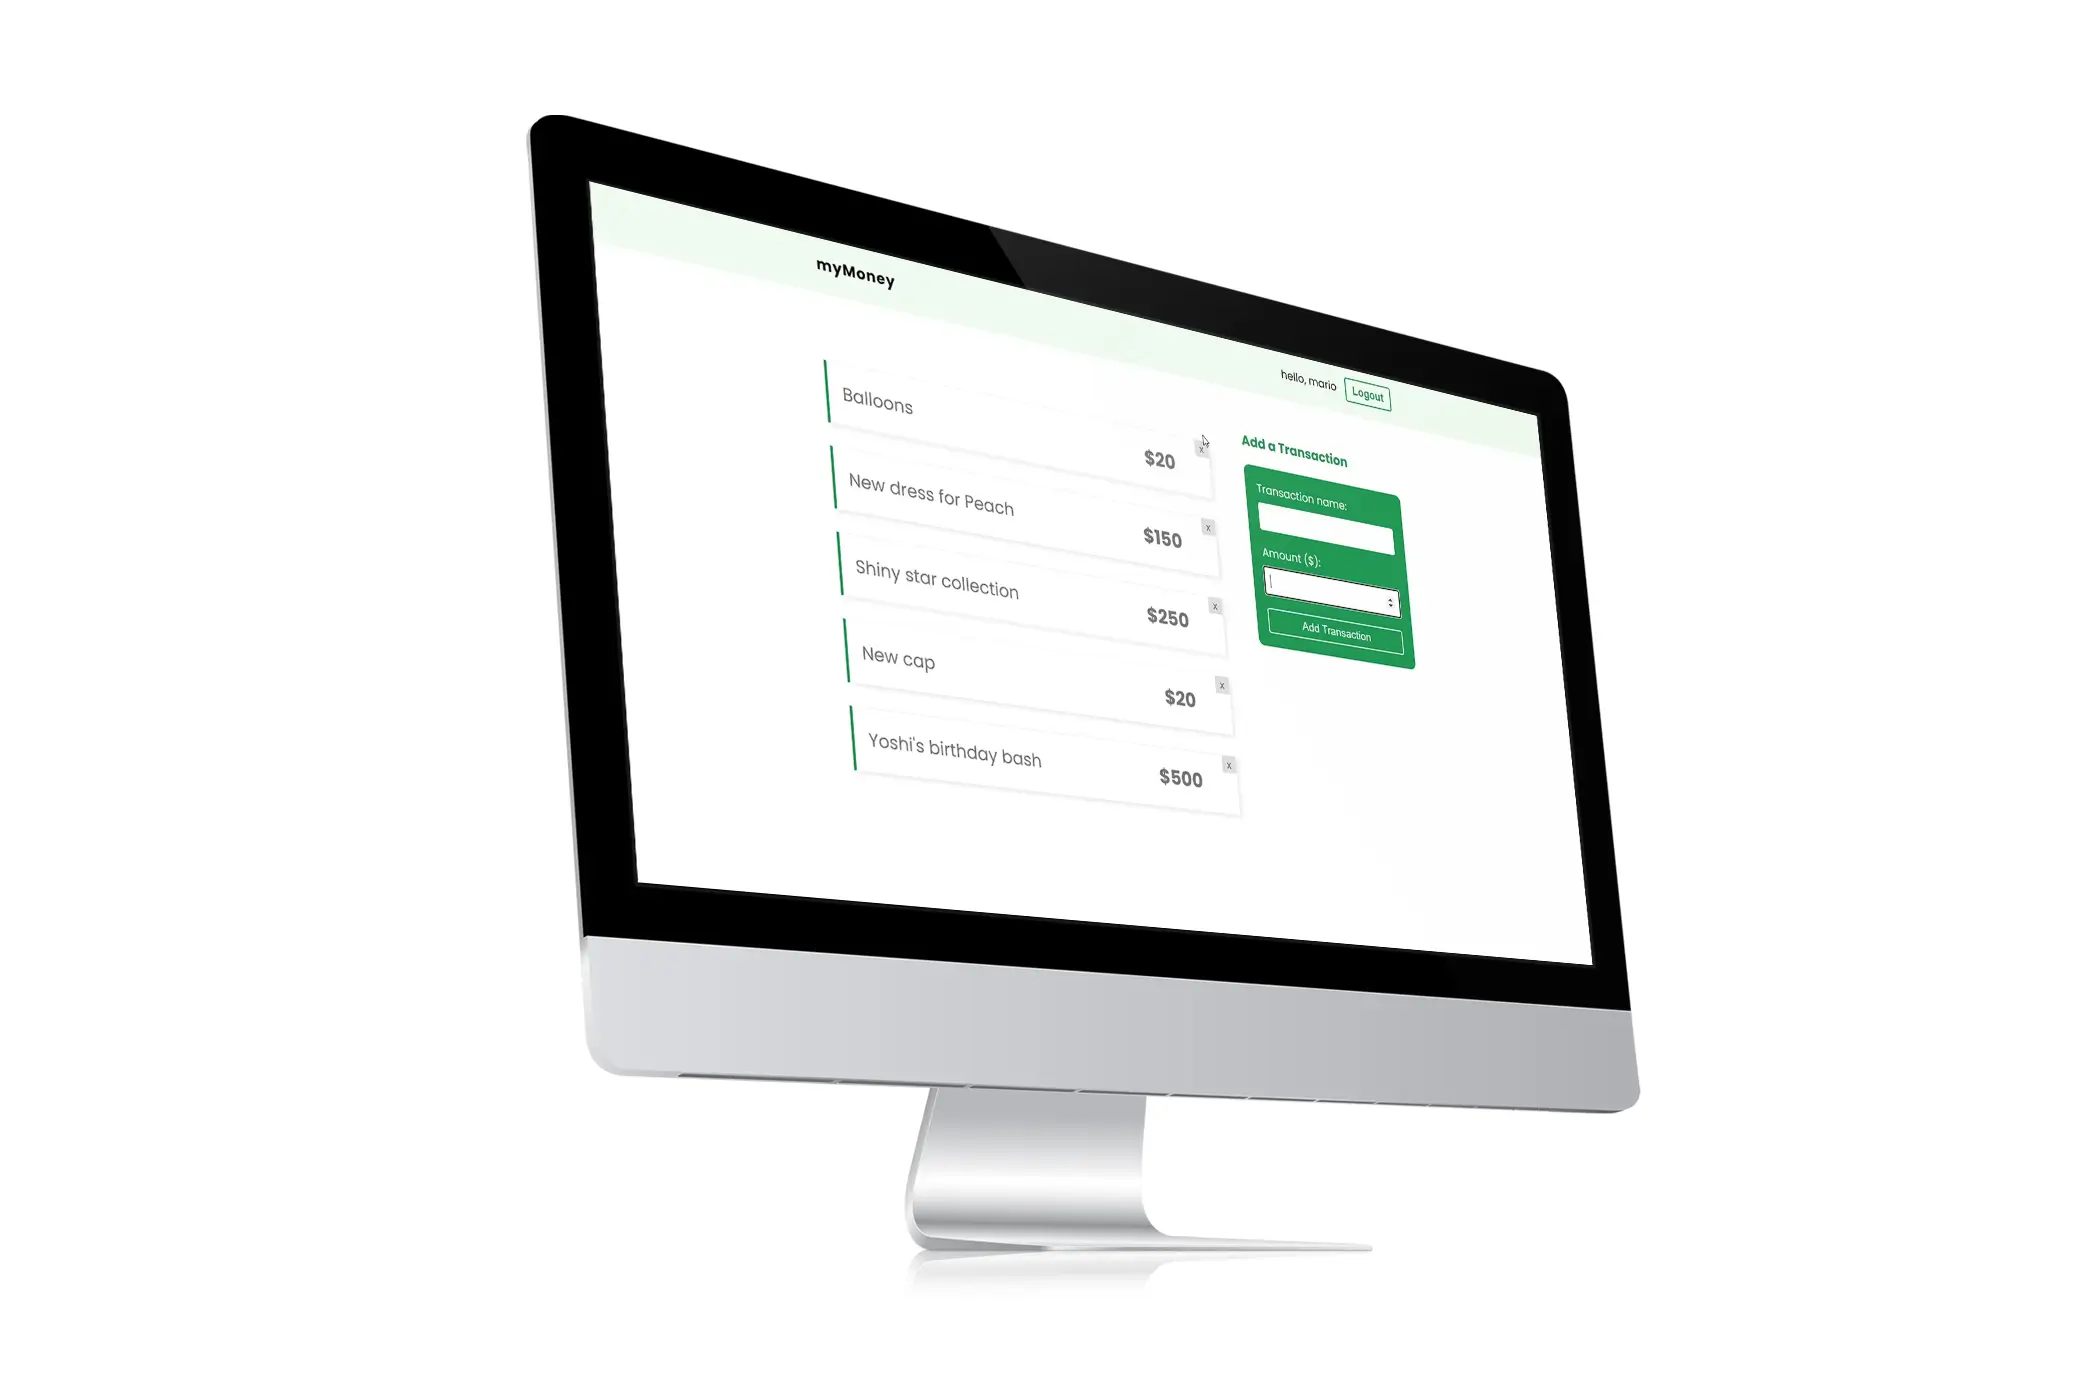 myMoney
hello, mario
Logout
Balloons
$20
x
New dress for Peach
$150
x
Shiny star collection
$250
x
New cap
$20
x
Yoshi's birthday bash
$500
x
Add a Transaction
Transaction name:
Amount ($):
Add Transaction